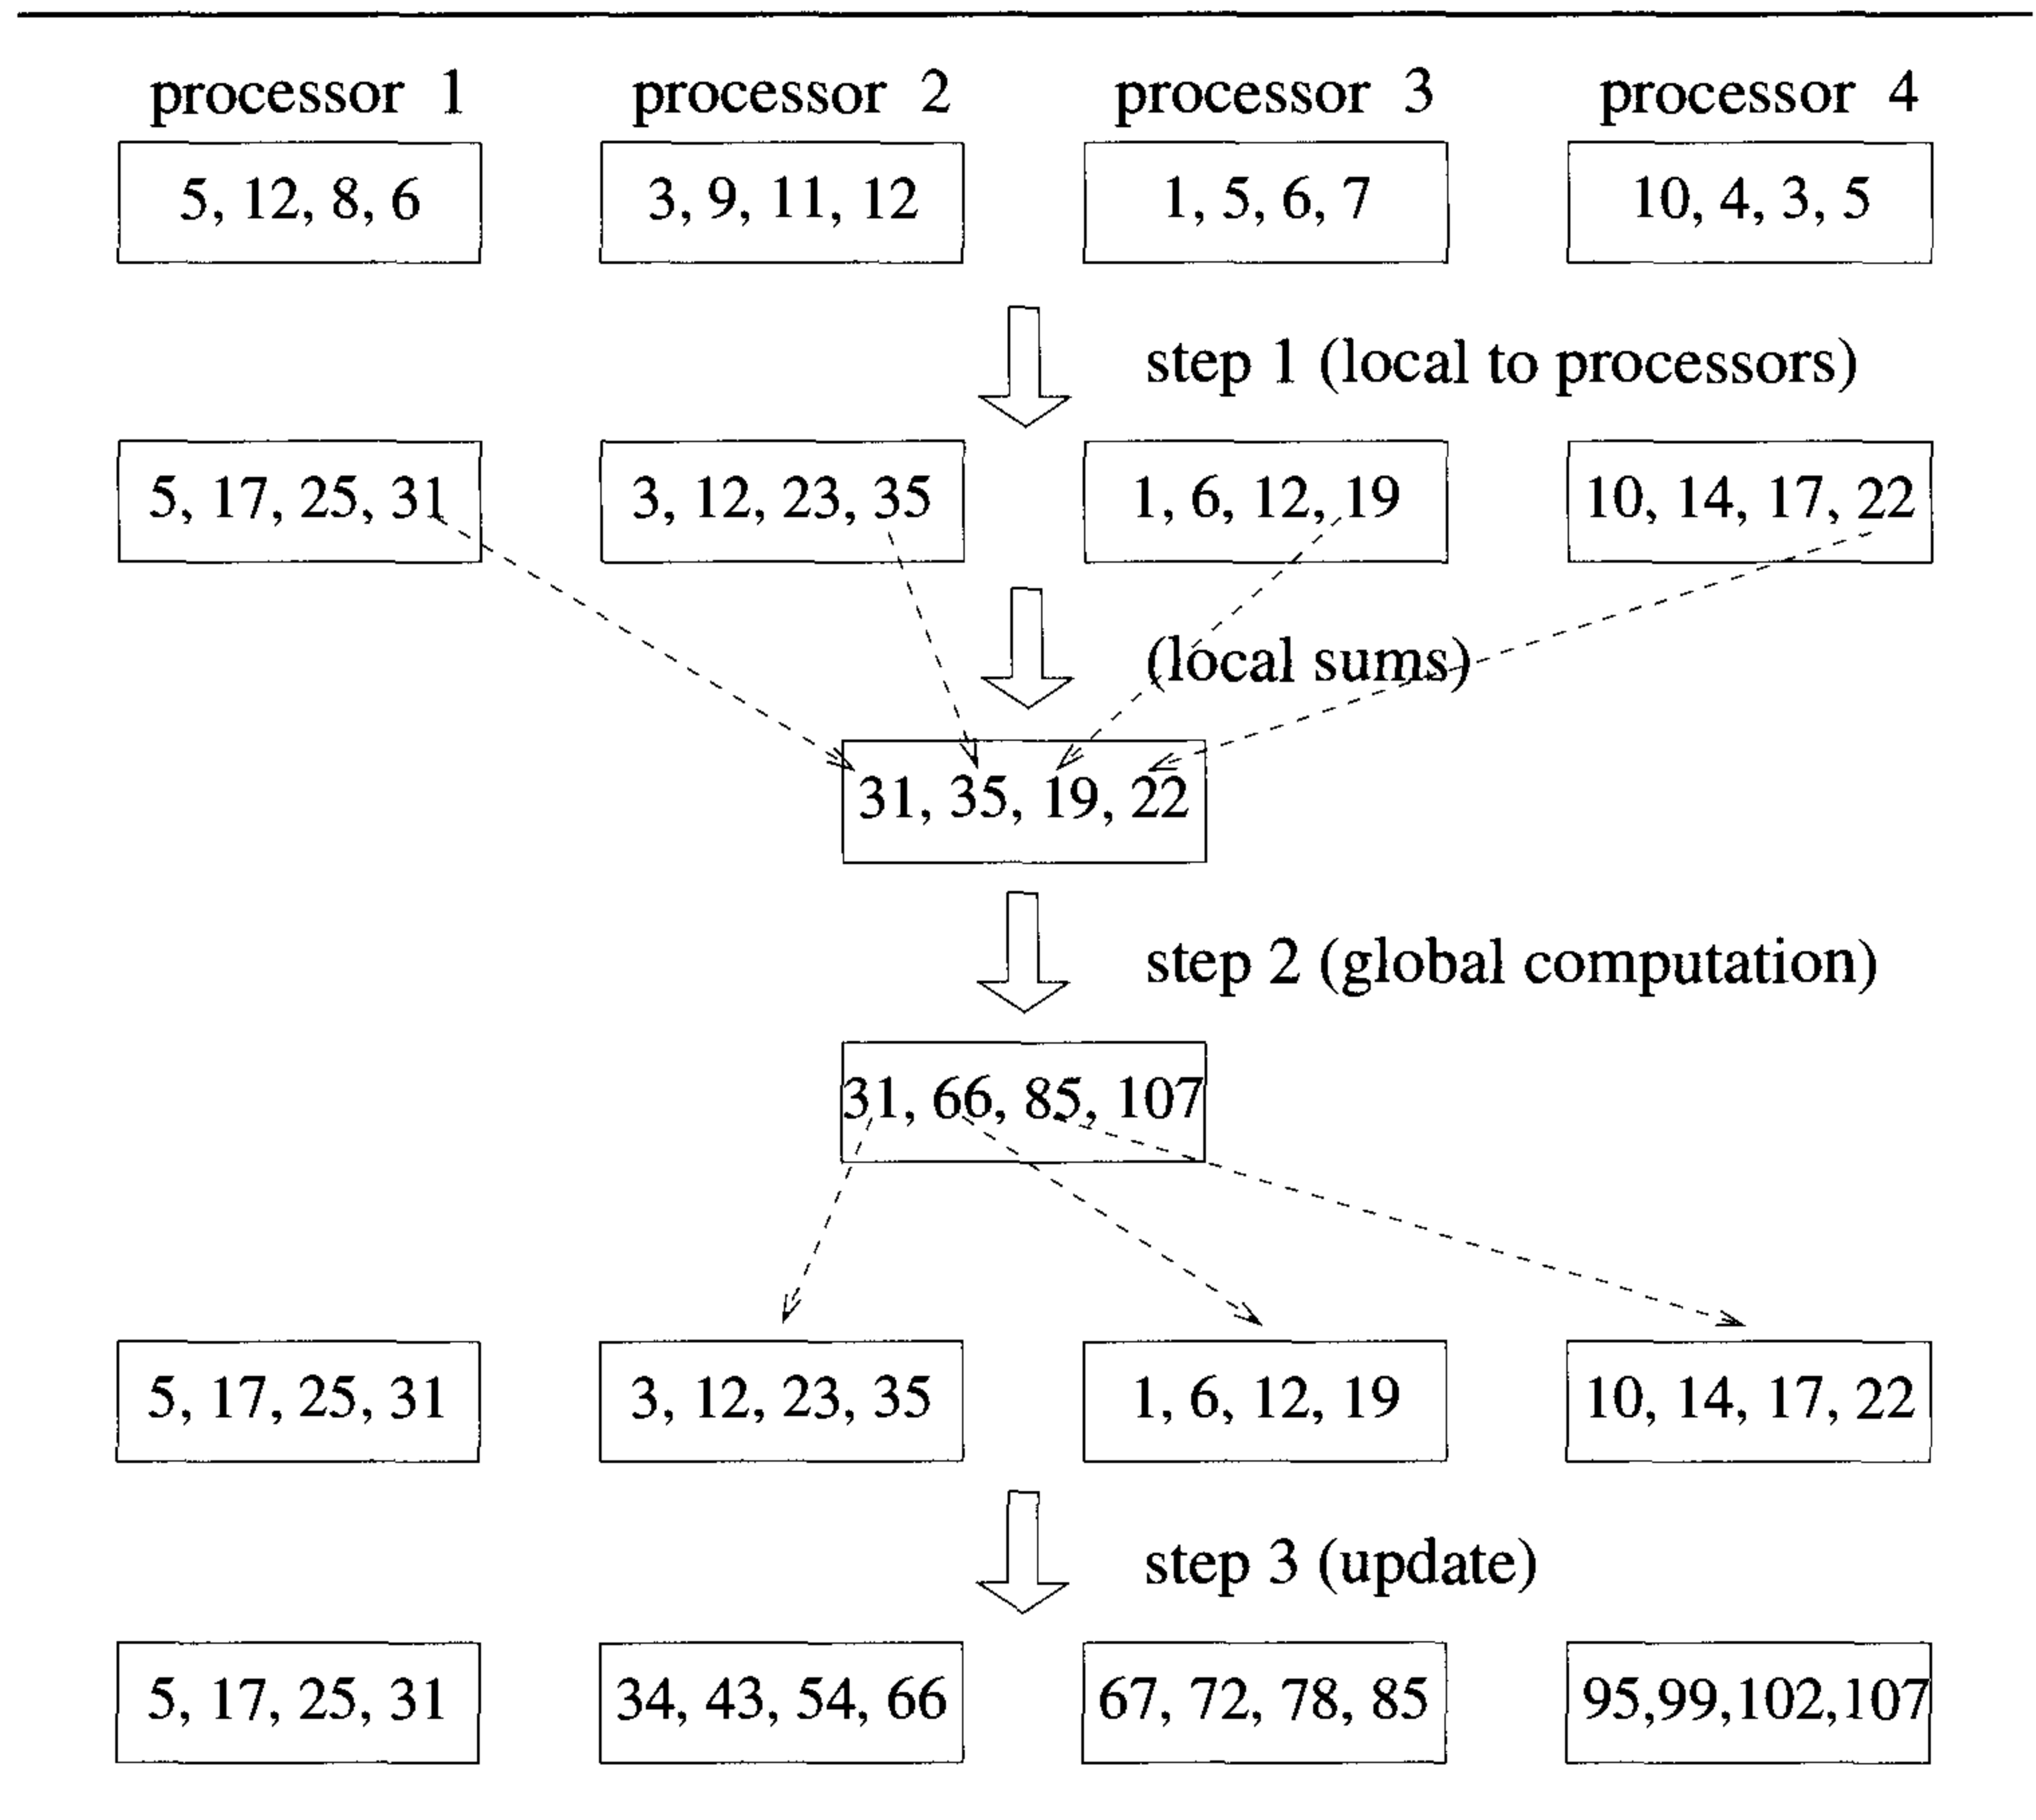 processor 1 processor 2 processor 3 processor 4
5, 12, 8, 6 3, 9, 11, 12 1, 5, 6, 7 10, 4, 3, 5
step 1 (local to processors)
5, 17, 25, 31 3, 12, 23, 35 1, 6, 12, 19 10, 14, 17, 22
(local sums)
31, 35, 19, 22
step 2 (global computation)
31, 66, 85, 107
5, 17, 25, 31 3, 12, 23, 35 1, 6, 12, 19 10, 14, 17, 22
step 3 (update)
5, 17, 25, 31 34, 43, 54, 66 67, 72, 78, 85 95,99,102,107